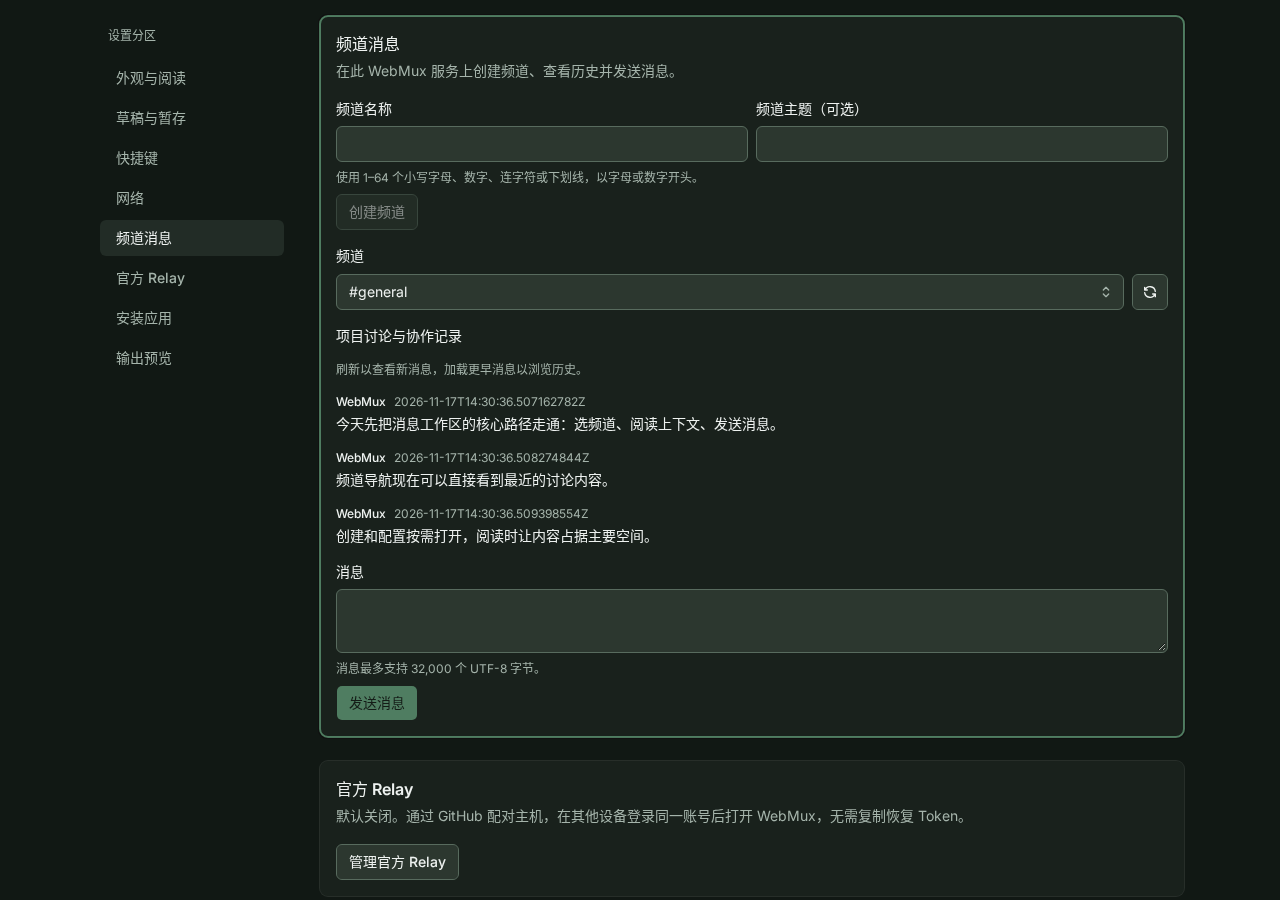 设置分区
外观与阅读
草稿与暂存
快捷键
网络
频道消息
官方 Relay
安装应用
输出预览
频道消息
在此 WebMux 服务上创建频道、查看历史并发送消息。
频道名称
频道主题（可选）
使用 1–64 个小写字母、数字、连字符或下划线，以字母或数字开头。
创建频道
频道
#general
项目讨论与协作记录
刷新以查看新消息，加载更早消息以浏览历史。
WebMux 2026-11-17T14:30:36.507162782Z
今天先把消息工作区的核心路径走通：选频道、阅读上下文、发送消息。
WebMux 2026-11-17T14:30:36.508274844Z
频道导航现在可以直接看到最近的讨论内容。
WebMux 2026-11-17T14:30:36.509398554Z
创建和配置按需打开，阅读时让内容占据主要空间。
消息
消息最多支持 32,000 个 UTF-8 字节。
发送消息
官方 Relay
默认关闭。通过 GitHub 配对主机，在其他设备登录同一账号后打开 WebMux，无需复制恢复 Token。
管理官方 Relay